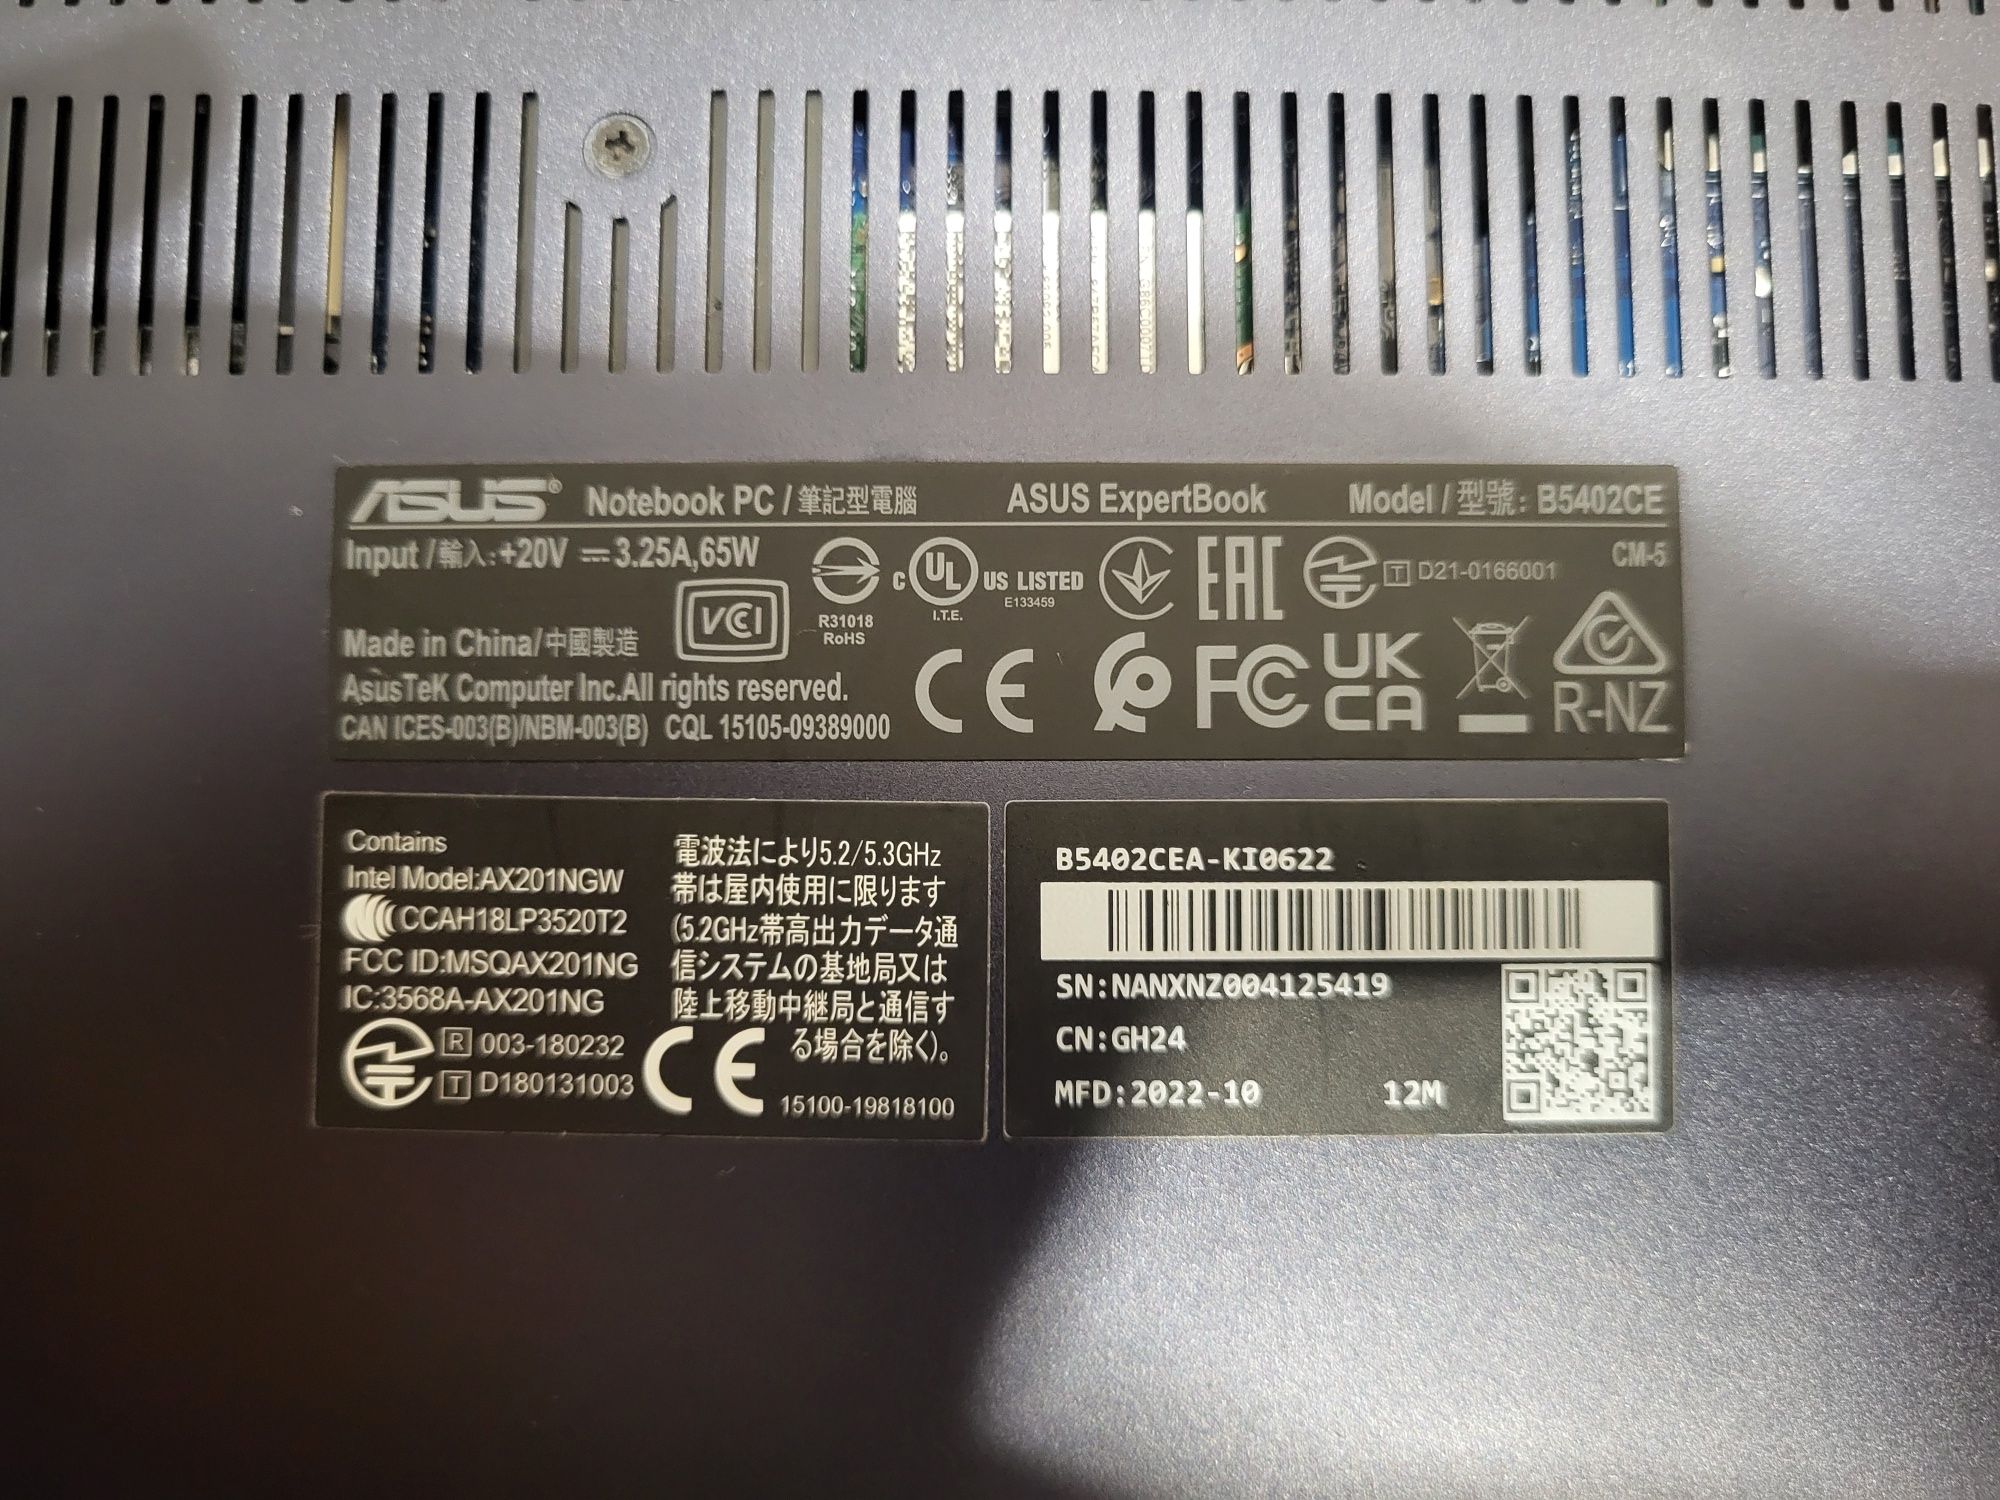 ASUS® Notebook PC / 筆記型電腦 ASUS ExpertBook Model / 型號: B5402CE
Input / 輸入: +20V ⎓ 3.25A,65W
CM-5
VCCI
R31018
RoHS
C UL US LISTED
I.T.E.
E133459
EAC
T D21-0166001
Made in China/中國製造
AsusTeK Computer Inc.All rights reserved.
CAN ICES-003(B)/NBM-003(B) CQL 15105-09389000
CE
FC
UK
CA
R-NZ
Contains
Intel Model:AX201NGW
CCAH18LP3520T2
FCC ID:MSQAX201NG
IC:3568A-AX201NG
R 003-180232
T D180131003
CE
電波法により5.2/5.3GHz
帯は屋内使用に限ります
(5.2GHz帯高出力データ通
信システムの基地局又は
陸上移動中継局と通信す
る場合を除く)。
15100-19818100
B5402CEA-KI0622
SN:NANXNZ004125419
CN:GH24
MFD:2022-10 12M